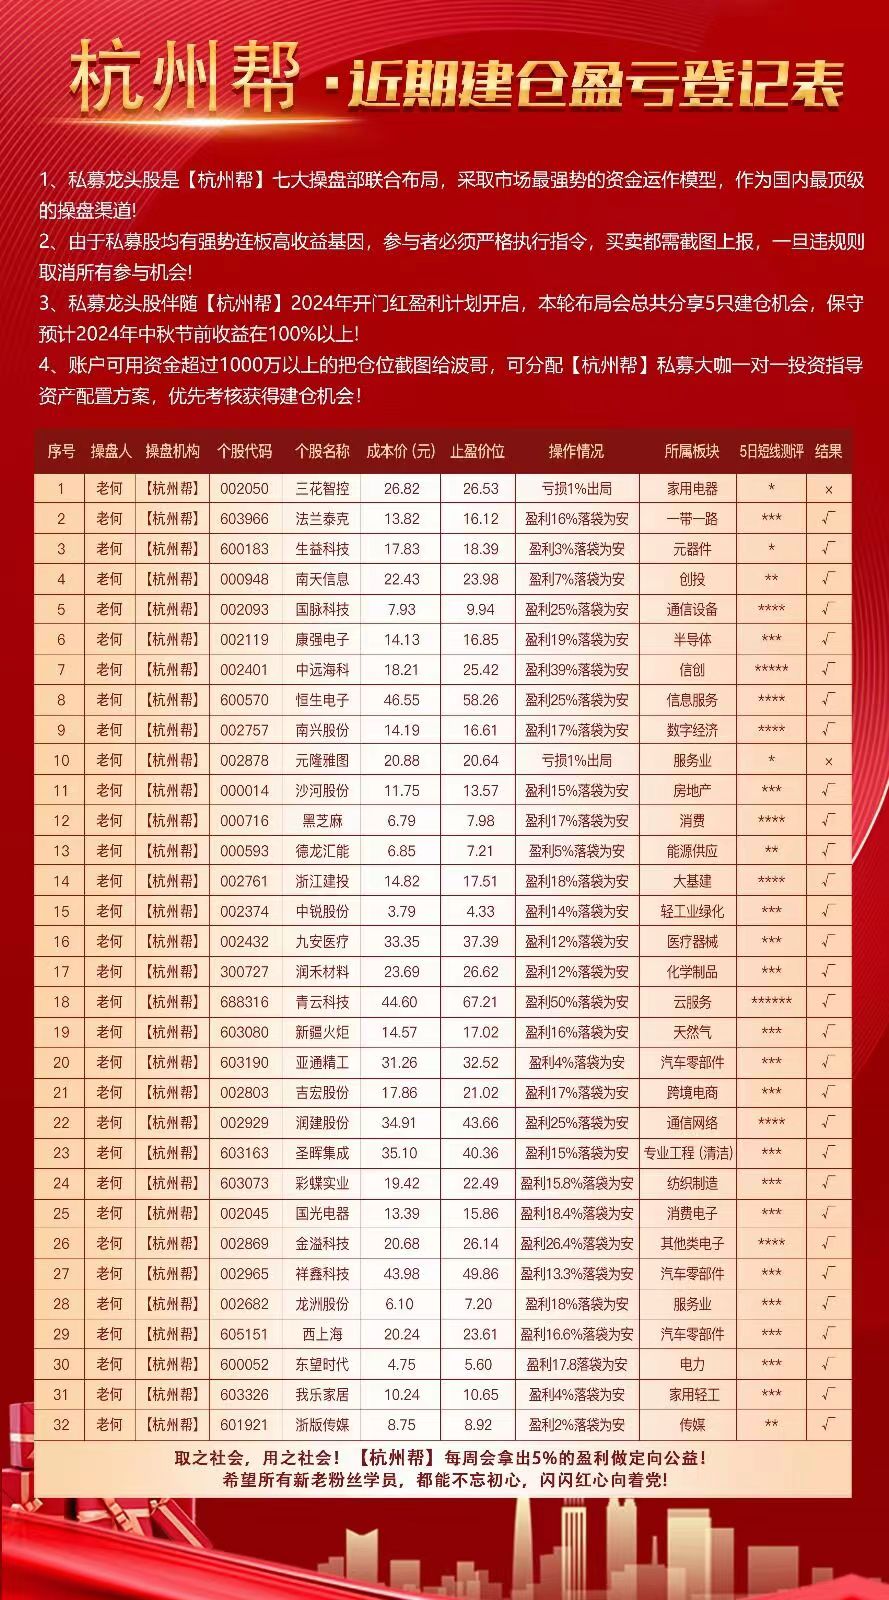 杭州帮·近期建仓盈亏登记表
1、私募龙头股是【杭州帮】七大操盘部联合布局，采取市场最强势的资金运作模型，作为国内最顶级
的操盘渠道!
2、由于私募股均有强势连板高收益基因，参与者必须严格执行指令，买卖都需截图上报，一旦违规则
取消所有参与机会!
3、私募龙头股伴随【杭州帮】2024年开门红盈利计划开启，本轮布局会总共分享5只建仓机会，保守
预计2024年中秋节前收益在100%以上!
4、账户可用资金超过1000万以上的把仓位截图给波哥，可分配【杭州帮】私募大咖一对一投资指导
资产配置方案，优先考核获得建仓机会！
序号 操盘人 操盘机构 个股代码 个股名称 成本价（元） 止盈价位 操作情况 所属板块 5日短线测评 结果
1 老何 【杭州帮】 002050 三花智控 26.82 26.53 亏损1%出局 家用电器 * ×
2 老何 【杭州帮】 603966 法兰泰克 13.82 16.12 盈利16%落袋为安 一带一路 *** √
3 老何 【杭州帮】 600183 生益科技 17.83 18.39 盈利3%落袋为安 元器件 * √
4 老何 【杭州帮】 000948 南天信息 22.43 23.98 盈利7%落袋为安 创投 ** √
5 老何 【杭州帮】 002093 国脉科技 7.93 9.94 盈利25%落袋为安 通信设备 **** √
6 老何 【杭州帮】 002119 康强电子 14.13 16.85 盈利19%落袋为安 半导体 *** √
7 老何 【杭州帮】 002401 中远海科 18.21 25.42 盈利39%落袋为安 信创 ***** √
8 老何 【杭州帮】 600570 恒生电子 46.55 58.26 盈利25%落袋为安 信息服务 **** √
9 老何 【杭州帮】 002757 南兴股份 14.19 16.61 盈利17%落袋为安 数字经济 **** √
10 老何 【杭州帮】 002878 元隆雅图 20.88 20.64 亏损1%出局 服务业 * ×
11 老何 【杭州帮】 000014 沙河股份 11.75 13.57 盈利15%落袋为安 房地产 *** √
12 老何 【杭州帮】 000716 黑芝麻 6.79 7.98 盈利17%落袋为安 消费 **** √
13 老何 【杭州帮】 000593 德龙汇能 6.85 7.21 盈利5%落袋为安 能源供应 ** √
14 老何 【杭州帮】 002761 浙江建投 14.82 17.51 盈利18%落袋为安 大基建 **** √
15 老何 【杭州帮】 002374 中锐股份 3.79 4.33 盈利14%落袋为安 轻工业绿化 *** √
16 老何 【杭州帮】 002432 九安医疗 33.35 37.39 盈利12%落袋为安 医疗器械 *** √
17 老何 【杭州帮】 300727 润禾材料 23.69 26.62 盈利12%落袋为安 化学制品 *** √
18 老何 【杭州帮】 688316 青云科技 44.60 67.21 盈利50%落袋为安 云服务 ****** √
19 老何 【杭州帮】 603080 新疆火炬 14.57 17.02 盈利16%落袋为安 天然气 *** √
20 老何 【杭州帮】 603190 亚通精工 31.26 32.52 盈利4%落袋为安 汽车零部件 *** √
21 老何 【杭州帮】 002803 吉宏股份 17.86 21.02 盈利17%落袋为安 跨境电商 *** √
22 老何 【杭州帮】 002929 润建股份 34.91 43.66 盈利25%落袋为安 通信网络 **** √
23 老何 【杭州帮】 603163 圣晖集成 35.10 40.36 盈利15%落袋为安 专业工程（清洁） *** √
24 老何 【杭州帮】 603073 彩蝶实业 19.42 22.49 盈利15.8%落袋为安 纺织制造 *** √
25 老何 【杭州帮】 002045 国光电器 13.39 15.86 盈利18.4%落袋为安 消费电子 *** √
26 老何 【杭州帮】 002869 金溢科技 20.68 26.14 盈利26.4%落袋为安 其他类电子 **** √
27 老何 【杭州帮】 002965 祥鑫科技 43.98 49.86 盈利13.3%落袋为安 汽车零部件 *** √
28 老何 【杭州帮】 002682 龙洲股份 6.10 7.20 盈利18%落袋为安 服务业 *** √
29 老何 【杭州帮】 605151 西上海 20.24 23.61 盈利16.6%落袋为安 汽车零部件 *** √
30 老何 【杭州帮】 600052 东望时代 4.75 5.60 盈利17.8落袋为安 电力 *** √
31 老何 【杭州帮】 603326 我乐家居 10.24 10.65 盈利4%落袋为安 家用轻工 *** √
32 老何 【杭州帮】 601921 浙版传媒 8.75 8.92 盈利2%落袋为安 传媒 ** √
取之社会，用之社会！【杭州帮】每周会拿出5%的盈利做定向公益！
希望所有新老粉丝学员，都能不忘初心，闪闪红心向着党!